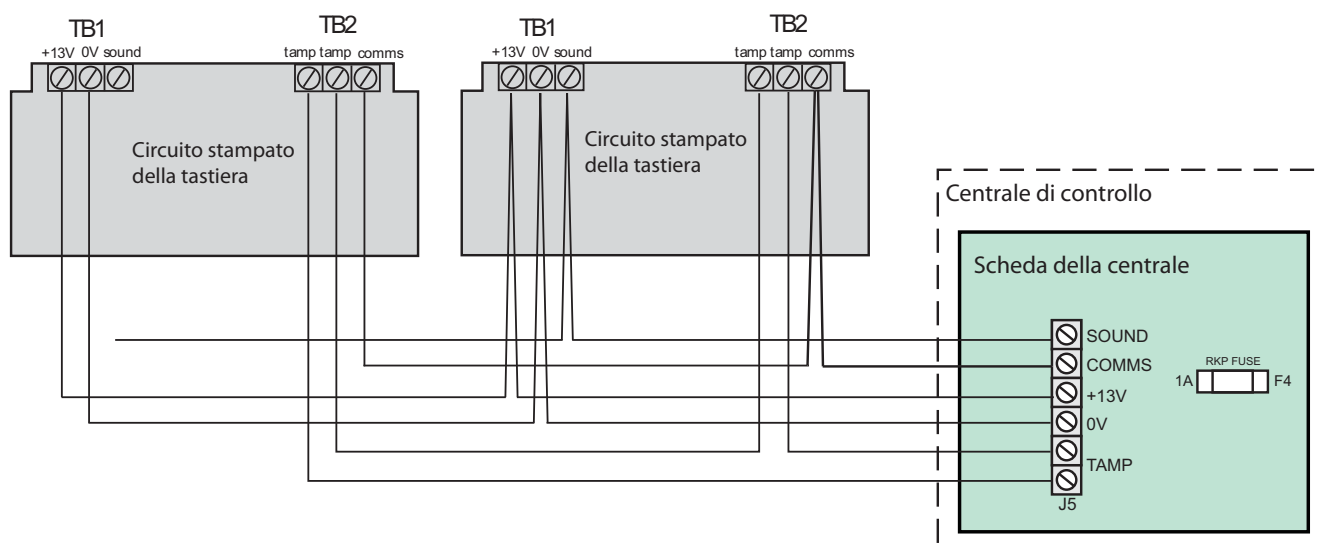 TB1
+13V 0V sound
TB2
tamp tamp comms
Circuito stampato
della tastiera
TB1
+13V 0V sound
TB2
tamp tamp comms
Circuito stampato
della tastiera
Centrale di controllo
Scheda della centrale
SOUND
COMMS
+13V
0V
TAMP
J5
RKP FUSE
1A
F4